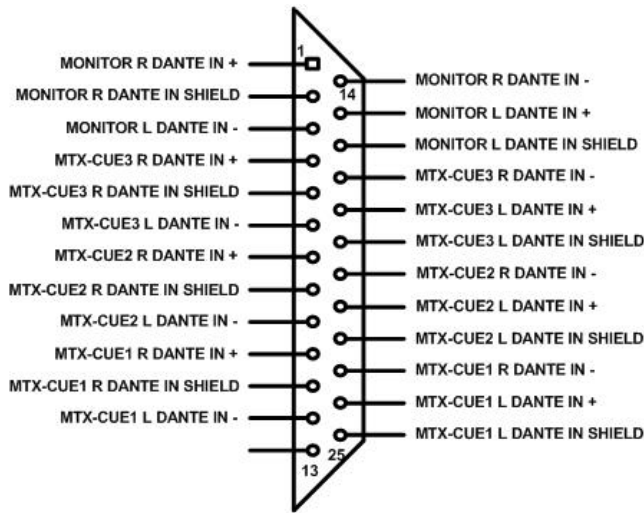 1
MONITOR R DANTE IN +
MONITOR R DANTE IN SHIELD
MONITOR L DANTE IN -
MTX-CUE3 R DANTE IN +
MTX-CUE3 R DANTE IN SHIELD
MTX-CUE3 L DANTE IN -
MTX-CUE2 R DANTE IN +
MTX-CUE2 R DANTE IN SHIELD
MTX-CUE2 L DANTE IN -
MTX-CUE1 R DANTE IN +
MTX-CUE1 R DANTE IN SHIELD
MTX-CUE1 L DANTE IN -
13
14
MONITOR R DANTE IN -
MONITOR L DANTE IN +
MONITOR L DANTE IN SHIELD
MTX-CUE3 R DANTE IN -
MTX-CUE3 L DANTE IN +
MTX-CUE3 L DANTE IN SHIELD
MTX-CUE2 R DANTE IN -
MTX-CUE2 L DANTE IN +
MTX-CUE2 L DANTE IN SHIELD
MTX-CUE1 R DANTE IN -
MTX-CUE1 L DANTE IN +
MTX-CUE1 L DANTE IN SHIELD
25